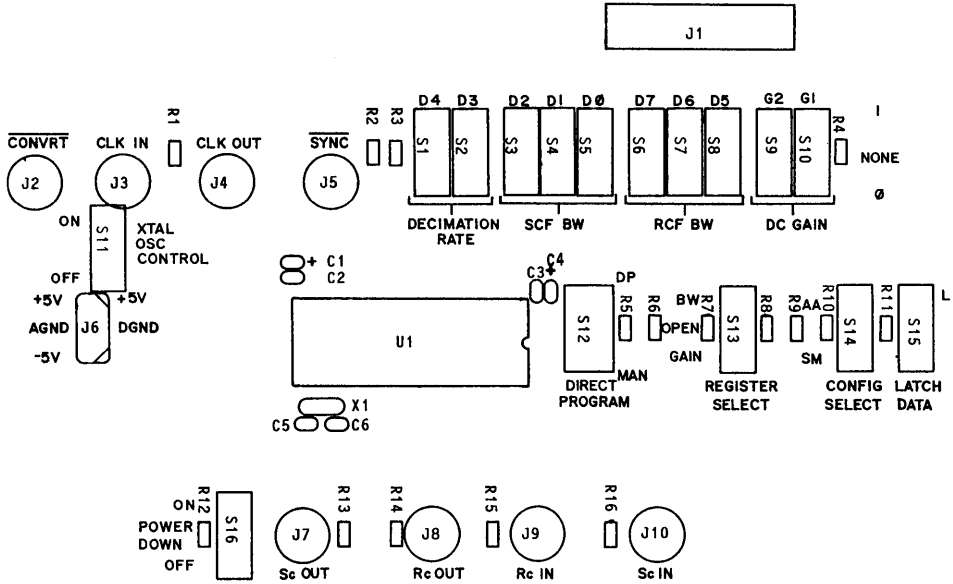 J1
D4 D3 D2 D1 DØ D7 D6 D5 G2 G1
R1 R2 R3 S1 S2 S3 S4 S5 S6 S7 S8 S9 S10 R4 1
CONVRT CLK IN CLK OUT SYNC NONE
J2 J3 J4 J5 Ø
DECIMATION RATE
SCF BW
RCF BW
DC GAIN
ON
S11
XTAL
OSC
CONTROL
OFF
+5V +5V
AGND J6 DGND
-5V
+ C1
C2
C3 C4
+
U1
X1
C5 C6
DP
S12 R5
MAN
DIRECT
PROGRAM
R6 BW R7
OPEN
GAIN
S13 R8
REGISTER
SELECT
R9 AA R10
SM
S14 R11
CONFIG
SELECT
S15 L
LATCH
DATA
ON R12
POWER
DOWN
OFF
S16
J7 R13 R14 J8 R15 J9 R16 J10
Sc OUT Rc OUT Rc IN Sc IN